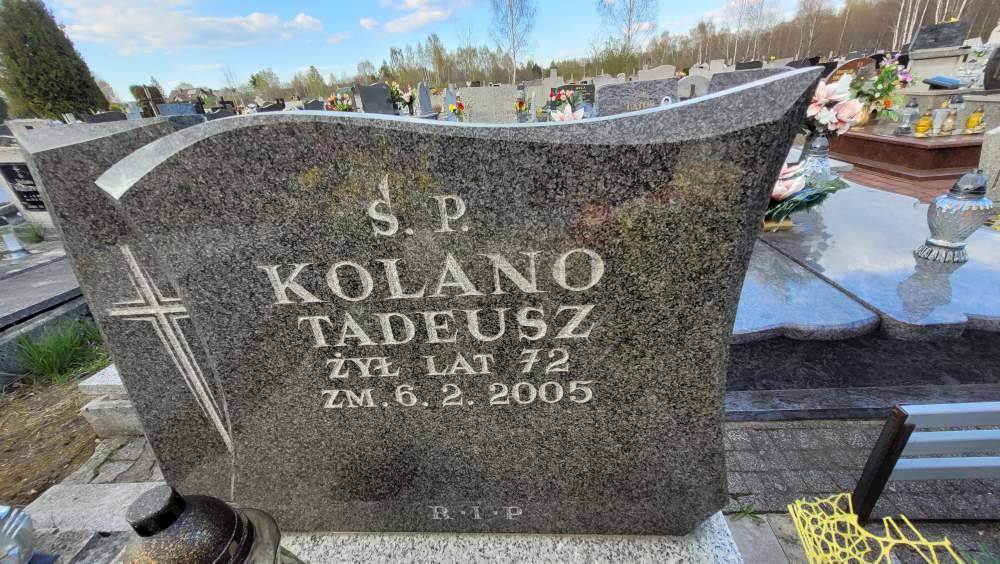 Ś. P.
KOLANO
TADEUSZ
ŻYŁ LAT 72
ZM. 6. 2. 2005
R·I·P